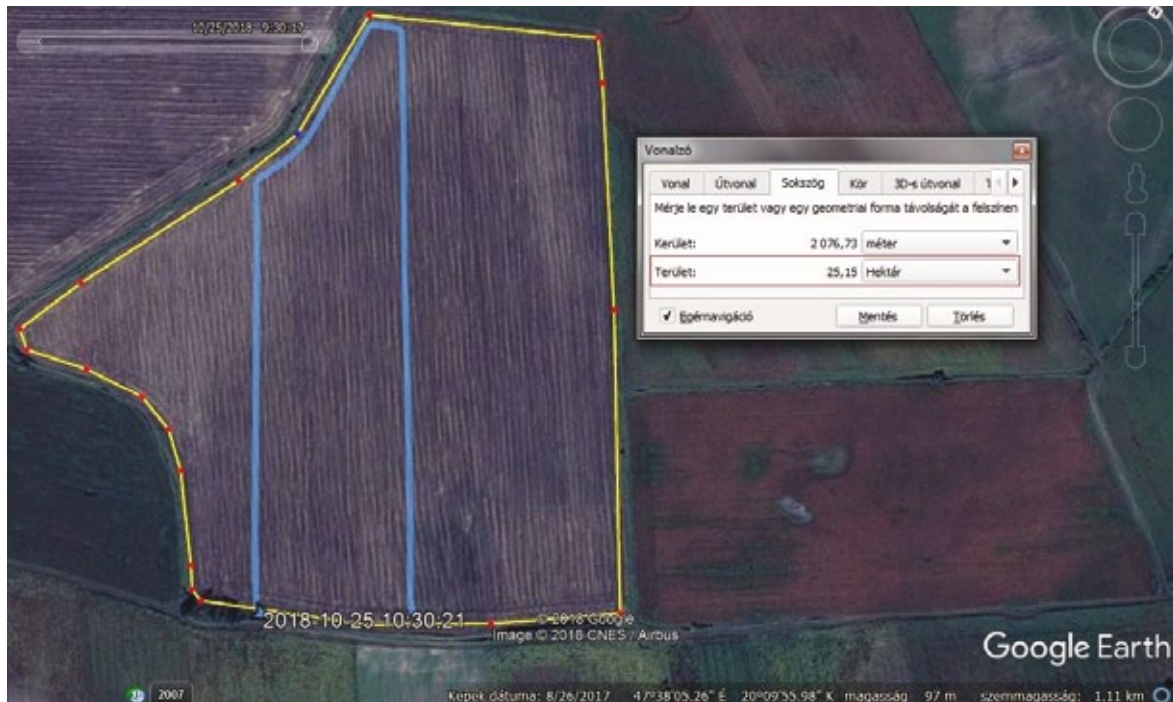 10/25/2018 9:30:17
Vonalzó
Vonal Útvonal Sokszög Kör 3D-s útvonal
Mérje le egy terület vagy egy geometriai forma távolságát a felszínen
Kerület: 2 076,73 méter
Terület: 25,15 Hektár
Egérnavigáció Mentés Törlés
2018-10-25 10:30:21
© 2018 Google
Image © 2018 CNES / Airbus
Google Earth
2007
Képek dátuma: 8/26/2017 47°38'05.26" É 20°09'55.98" K magasság 97 m szemmagasság: 1.11 km